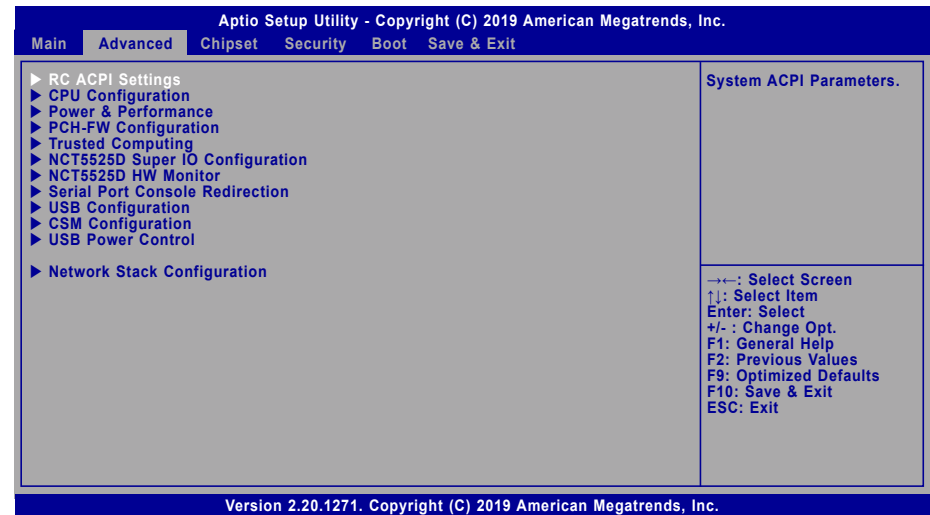 Aptio Setup Utility - Copyright (C) 2019 American Megatrends, Inc.
Main Advanced Chipset Security Boot Save & Exit
▶ RC ACPI Settings
▶ CPU Configuration
▶ Power & Performance
▶ PCH-FW Configuration
▶ Trusted Computing
▶ NCT5525D Super IO Configuration
▶ NCT5525D HW Monitor
▶ Serial Port Console Redirection
▶ USB Configuration
▶ CSM Configuration
▶ USB Power Control
▶ Network Stack Configuration
System ACPI Parameters.
→←: Select Screen
↑↓: Select Item
Enter: Select
+/- : Change Opt.
F1: General Help
F2: Previous Values
F9: Optimized Defaults
F10: Save & Exit
ESC: Exit
Version 2.20.1271. Copyright (C) 2019 American Megatrends, Inc.